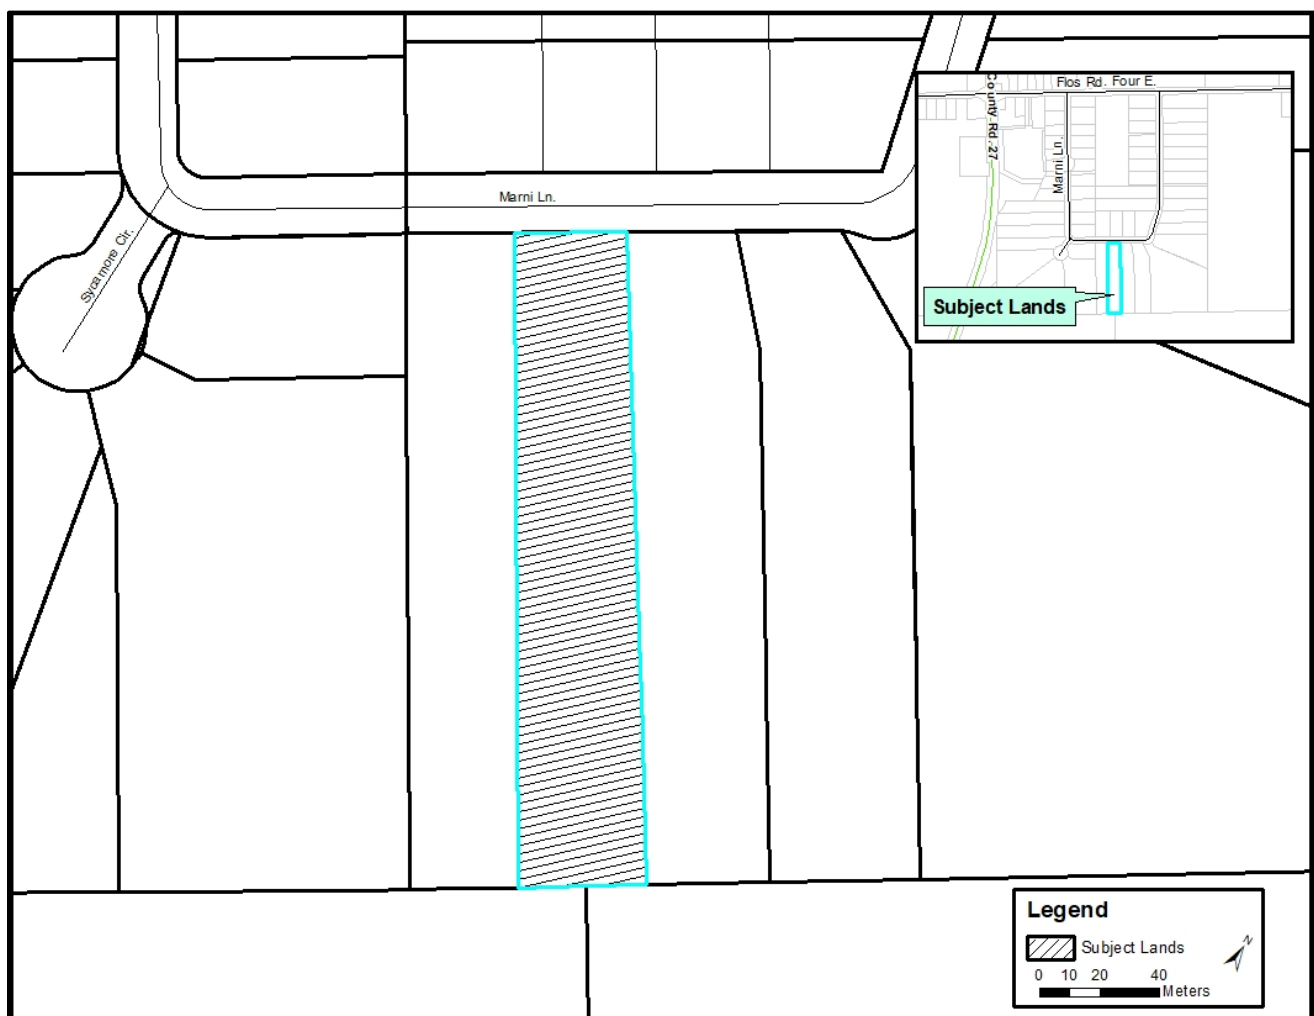 Flos Rd. Four E.
County Rd. 27
Marni Ln.
Subject Lands
Marni Ln.
Sycamore Cir.
Legend
Subject Lands
N
0 10 20 40
Meters